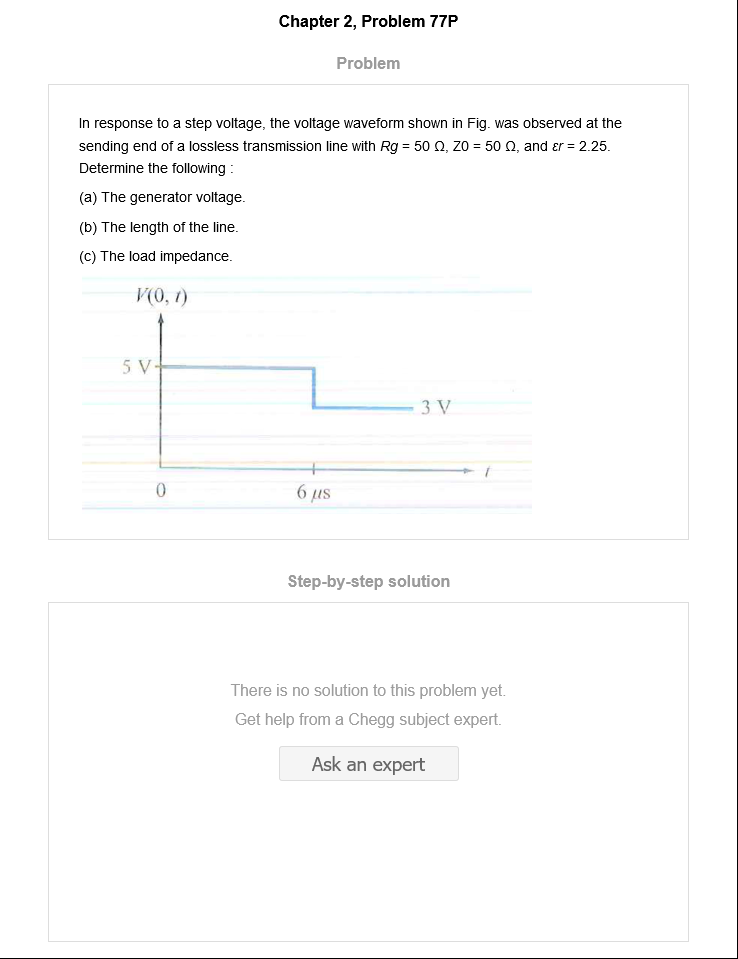 Chapter 2, Problem 77P
Problem
In response to a step voltage, the voltage waveform shown in Fig. was observed at the
sending end of a lossless transmission line with Rg = 50 Ω, Z0 = 50 Ω, and εr = 2.25.
Determine the following :
(a) The generator voltage.
(b) The length of the line.
(c) The load impedance.
V(0, t)
5 V
3 V
t
0
6 μs
Step-by-step solution
There is no solution to this problem yet.
Get help from a Chegg subject expert.
Ask an expert